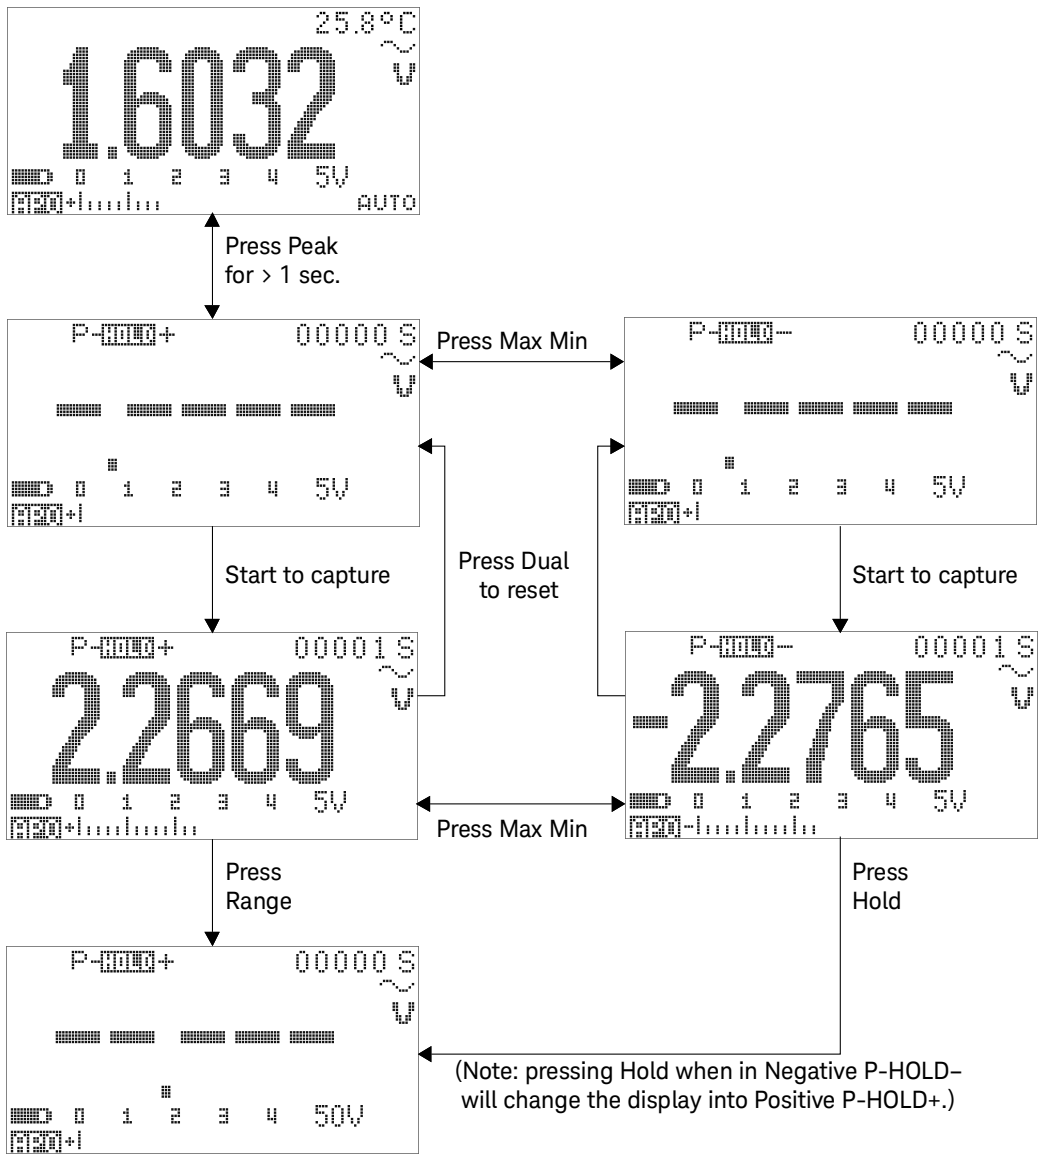 25.8°C
1.6032
V
0 1 2 3 4 5V
APO +
AUTO
Press Peak
for > 1 sec.
P-HOLD+ 00000 S
V
0 1 2 3 4 5V
APO +
Press Max Min
P-HOLD– 00000 S
V
0 1 2 3 4 5V
APO +
Start to capture
Press Dual
to reset
Start to capture
P-HOLD+ 00001 S
2.2669
V
0 1 2 3 4 5V
APO +
Press Max Min
P-HOLD– 00001 S
-2.2765
V
0 1 2 3 4 5V
APO –
Press
Range
Press
Hold
P-HOLD+ 00000 S
V
0 1 2 3 4 50V
APO +
(Note: pressing Hold when in Negative P-HOLD–
will change the display into Positive P-HOLD+.)